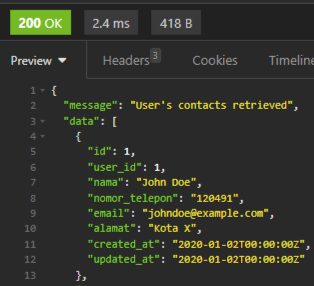 200 OK 2.4 ms 418 B
Preview Headers 3 Cookies Timeline
1 {
2 "message": "User's contacts retrieved",
3 "data": [
4 {
5 "id": 1,
6 "user_id": 1,
7 "nama": "John Doe",
8 "nomor_telepon": "120491",
9 "email": "johndoe@example.com",
10 "alamat": "Kota X",
11 "created_at": "2020-01-02T00:00:00Z",
12 "updated_at": "2020-01-02T00:00:00Z"
13 },